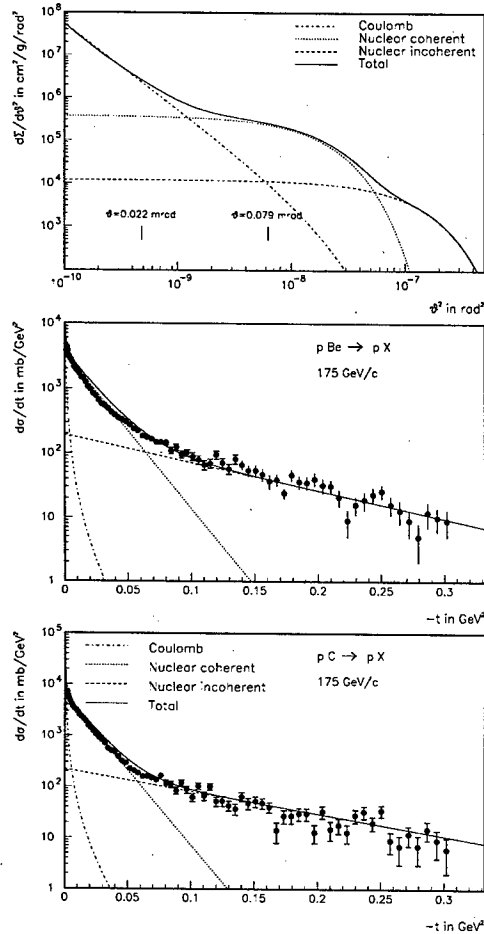 dΣ/dϑ² in cm²/g/rad²
10⁸
10⁷
10⁶
10⁵
10⁴
10³
Coulomb
Nuclear coherent
Nuclear incoherent
Total
ϑ=0.022 mrad
ϑ=0.079 mrad
10⁻¹⁰
10⁻⁹
10⁻⁸
10⁻⁷
ϑ² in rad²
dσ/dt in mb/GeV²
10⁴
10³
10²
10
1
p Be → p X
175 GeV/c
0 0.05 0.1 0.15 0.2 0.25 0.3
−t in GeV²
dσ/dt in mb/GeV²
10⁵
10⁴
10³
10²
10
1
Coulomb
Nuclear coherent
Nuclear incoherent
Total
p C → p X
175 GeV/c
0 0.05 0.1 0.15 0.2 0.25 0.3
−t in GeV²